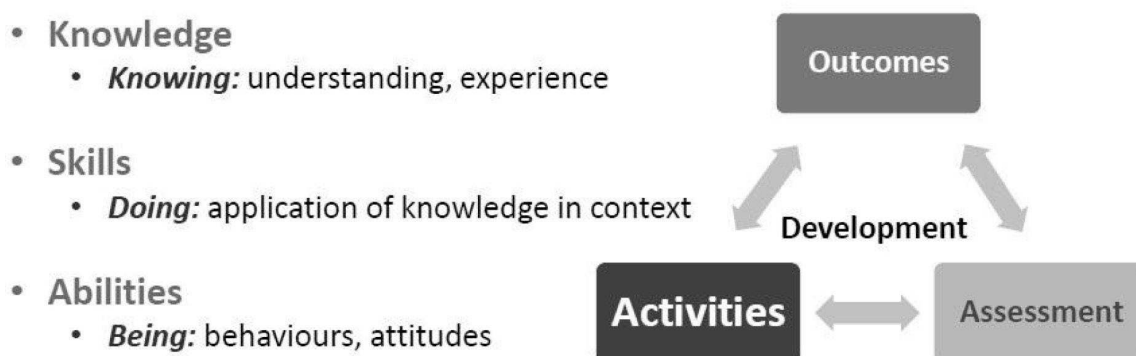 • Knowledge
• Knowing: understanding, experience
• Skills
• Doing: application of knowledge in context
• Abilities
• Being: behaviours, attitudes
Outcomes
Development
Activities
Assessment